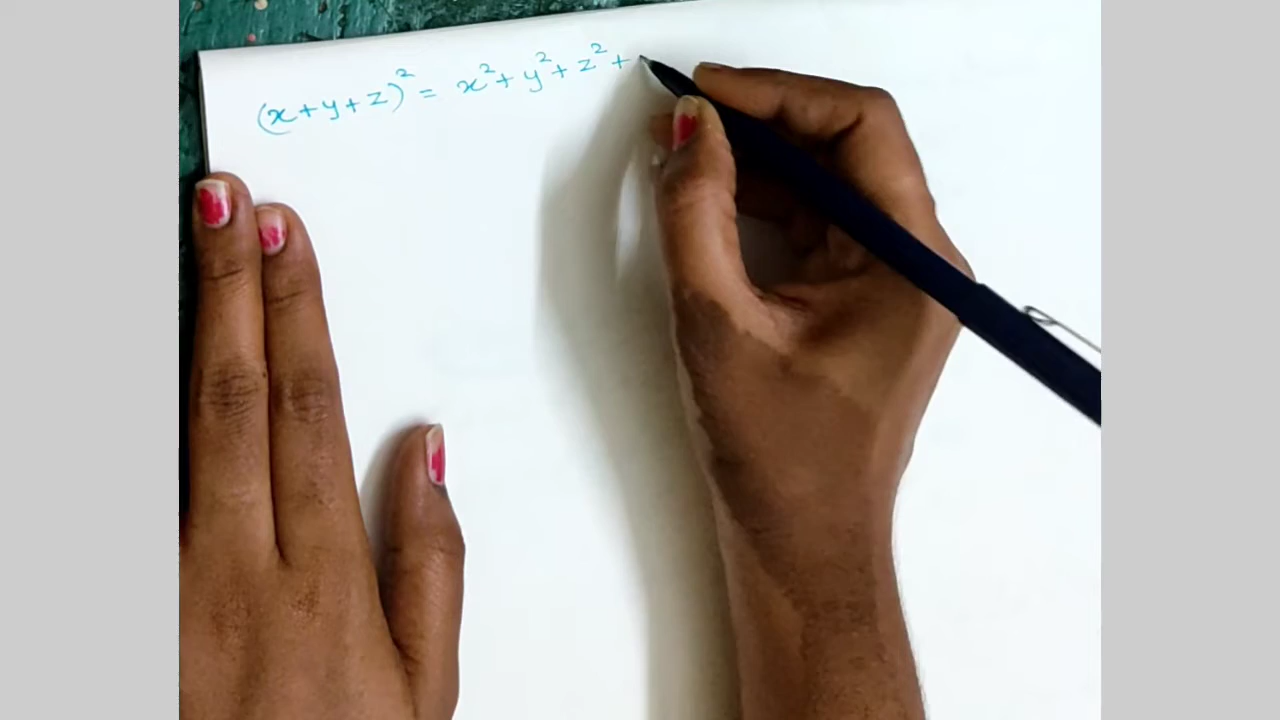 (x+y+z)² = x²+y²+z²+